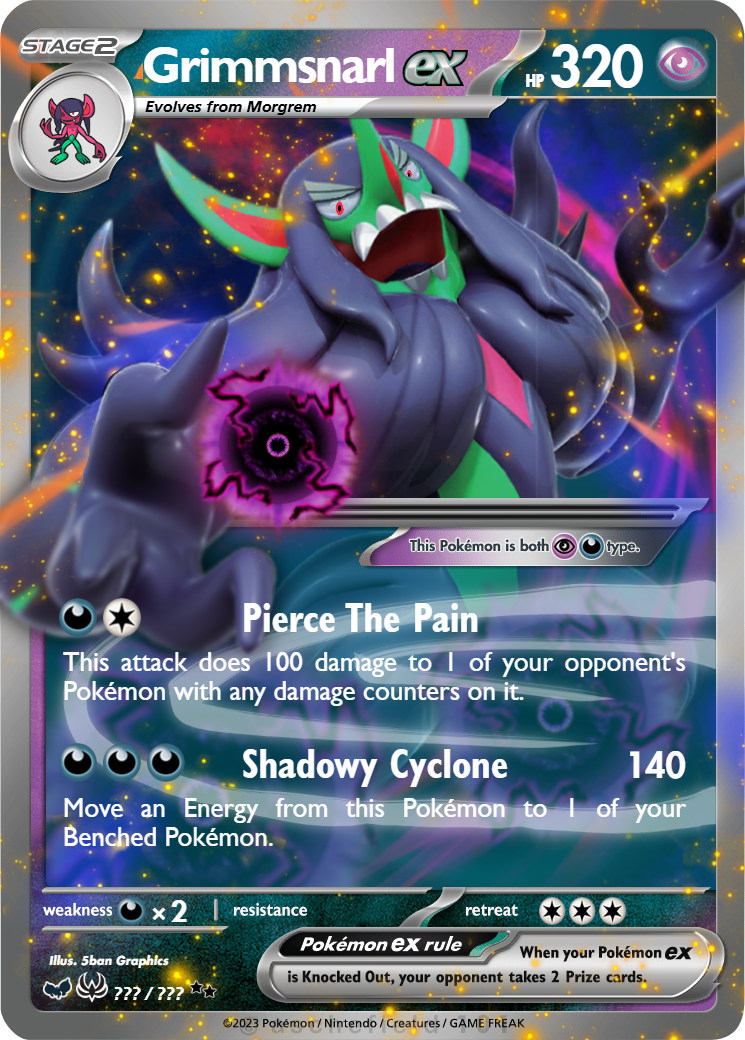 STAGE2
Grimmsnarl ex HP 320
Evolves from Morgrem
This Pokémon is both type.
Pierce The Pain
This attack does 100 damage to 1 of your opponent's
Pokémon with any damage counters on it.
Shadowy Cyclone 140
Move an Energy from this Pokémon to 1 of your
Benched Pokémon.
weakness ×2 resistance retreat
Pokémon ex rule When your Pokémon ex
is Knocked Out, your opponent takes 2 Prize cards.
Illus. 5ban Graphics
??? / ???
©2023 Pokémon / Nintendo / Creatures / GAME FREAK